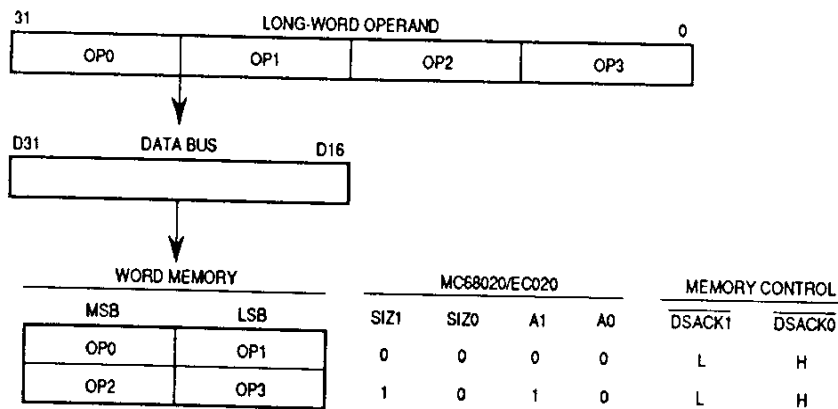 31 LONG-WORD OPERAND 0
OP0 OP1 OP2 OP3
D31 DATA BUS D16
WORD MEMORY MC68020/EC020 MEMORY CONTROL
MSB LSB SIZ1 SIZ0 A1 A0 DSACK1 DSACK0
OP0 OP1 0 0 0 0 L H
OP2 OP3 1 0 1 0 L H